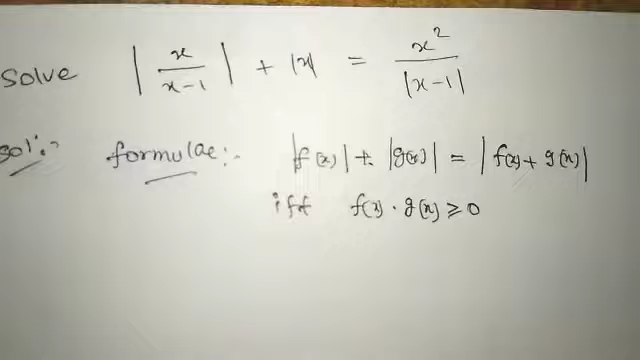 solve | x/(x-1) | + |x| = x²/|x-1|
sol:- formulae:- |f(x)| + |g(x)| = |f(x) + g(x)|
iff f(x) · g(x) ≥ 0